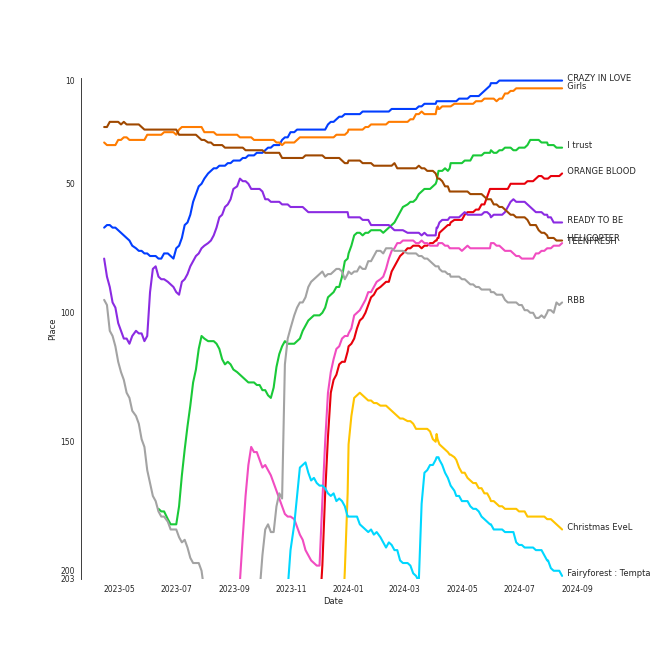 10
50
100
150
200
203
Place
2023-05
2023-07
2023-09
2023-11
2024-01
2024-03
2024-05
2024-07
2024-09
Date
CRAZY IN LOVE
Girls
I trust
ORANGE BLOOD
READY TO BE
HELICOPTER
TEENFRESH
RBB
Christmas EveL
Fairyforest : Tempta